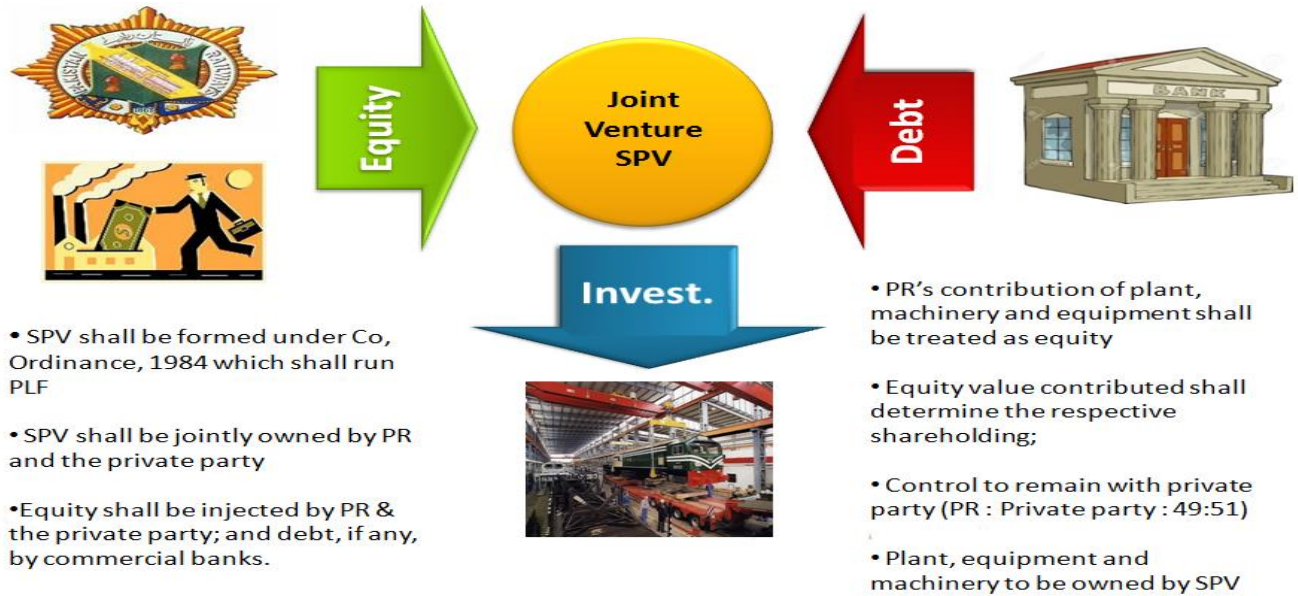 PAKISTAN RAILWAYS
Equity
Joint
Venture
SPV
Debt
BANK
Invest.
• SPV shall be formed under Co,
Ordinance, 1984 which shall run
PLF
• SPV shall be jointly owned by PR
and the private party
•Equity shall be injected by PR &
the private party; and debt, if any,
by commercial banks.
• PR’s contribution of plant,
machinery and equipment shall
be treated as equity
• Equity value contributed shall
determine the respective
shareholding;
• Control to remain with private
party (PR : Private party : 49:51)
• Plant, equipment and
machinery to be owned by SPV